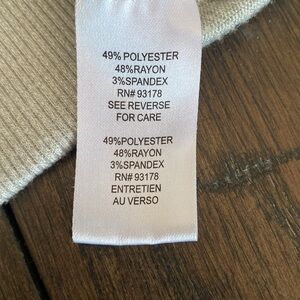 49% POLYESTER
48%RAYON
3%SPANDEX
RN# 93178
SEE REVERSE
FOR CARE
49%POLYESTER
48%RAYON
3%SPANDEX
RN# 93178
ENTRETIEN
AU VERSO